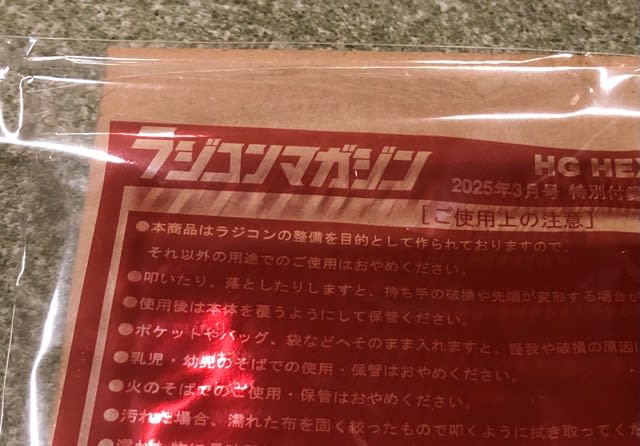 ラジコンマガジン
HG HEX
2025年3月号 特別付録
[ご使用上の注意]
●本商品はラジコンの整備を目的として作られておりますので、
それ以外の用途でのご使用はおやめください。
●叩いたり、落としたりしますと、持ち手の破損や先端が変形する場合が
●使用後は本体を覆うようにして保管ください。
●ポケットやバッグ、袋などへそのまま入れますと、怪我や破損の原因に
●乳児・幼児のそばでの使用・保管はおやめください。
●火のそばでのご使用・保管はおやめください。
●汚れた場合、濡れた布を固く絞ったもので叩くように拭き取ってくだ